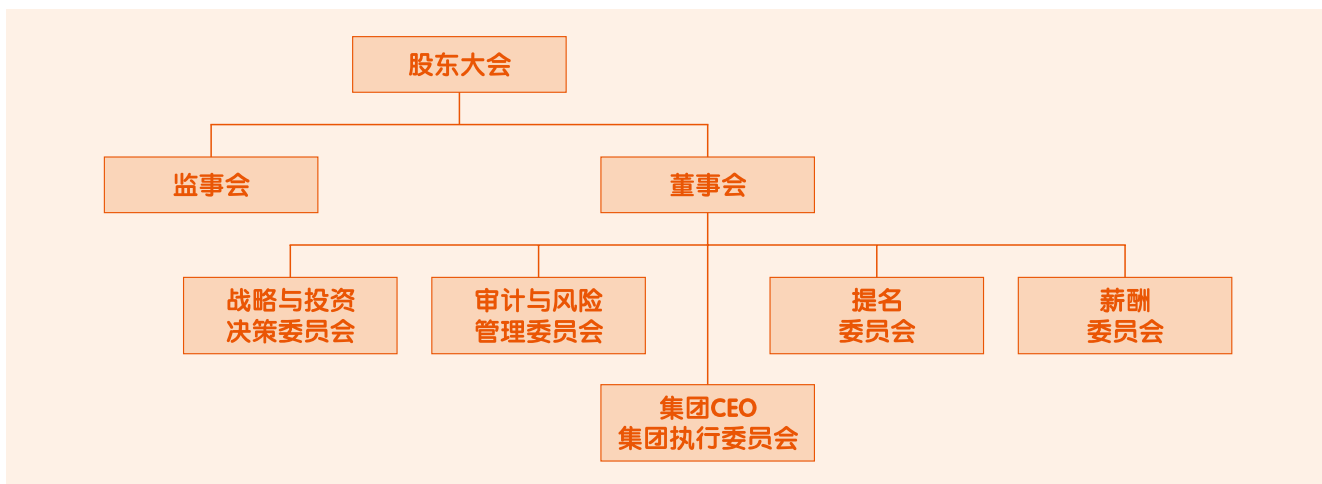 股东大会
监事会
董事会
战略与投资
决策委员会
审计与风险
管理委员会
提名
委员会
薪酬
委员会
集团CEO
集团执行委员会